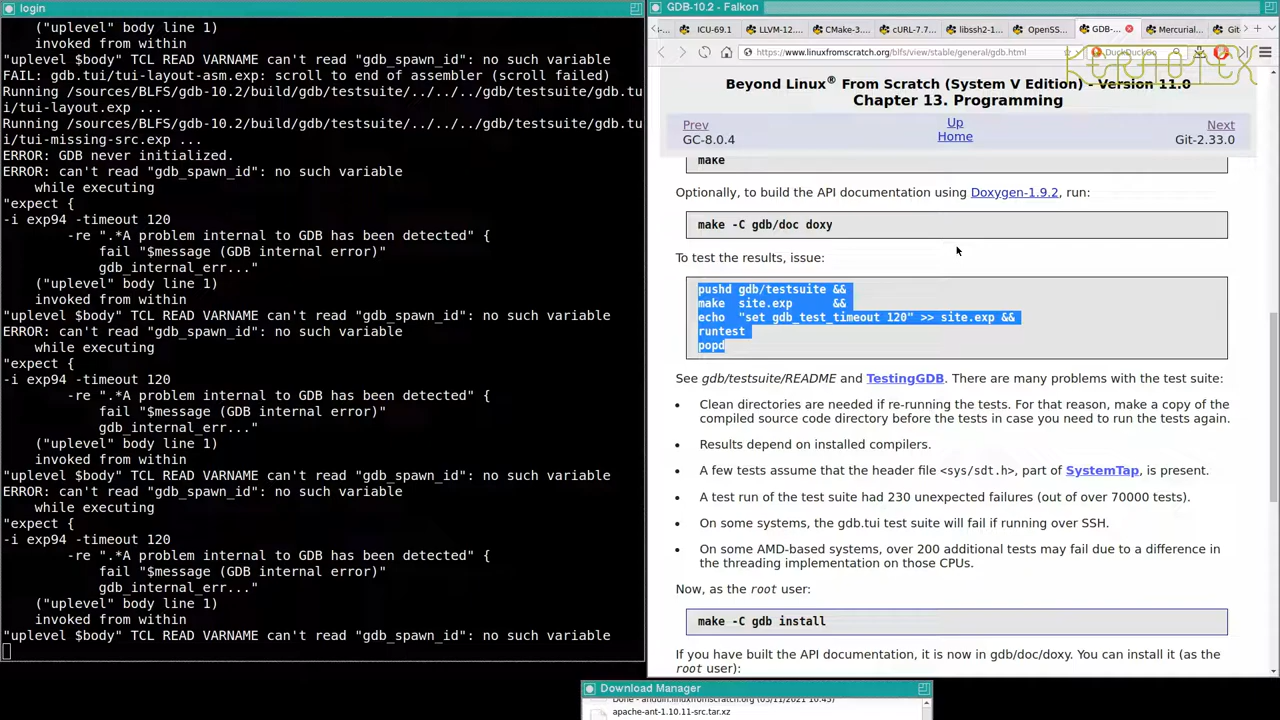 login
("uplevel" body line 1)
invoked from within
"uplevel $body" TCL READ VARNAME can't read "gdb_spawn_id": no such variable
FAIL: gdb.tui/tui-layout-asm.exp: scroll to end of assembler (scroll failed)
Running /sources/BLFS/gdb-10.2/build/gdb/testsuite/../../../gdb/testsuite/gdb.tu
i/tui-layout.exp ...
Running /sources/BLFS/gdb-10.2/build/gdb/testsuite/../../../gdb/testsuite/gdb.tu
i/tui-missing-src.exp ...
ERROR: GDB never initialized.
ERROR: can't read "gdb_spawn_id": no such variable
while executing
"expect {
-i exp94 -timeout 120
-re ".*A problem internal to GDB has been detected" {
fail "$message (GDB internal error)"
gdb_internal_err..."
("uplevel" body line 1)
invoked from within
"uplevel $body" TCL READ VARNAME can't read "gdb_spawn_id": no such variable
ERROR: can't read "gdb_spawn_id": no such variable
while executing
"expect {
-i exp94 -timeout 120
-re ".*A problem internal to GDB has been detected" {
fail "$message (GDB internal error)"
gdb_internal_err..."
("uplevel" body line 1)
invoked from within
"uplevel $body" TCL READ VARNAME can't read "gdb_spawn_id": no such variable
ERROR: can't read "gdb_spawn_id": no such variable
while executing
"expect {
-i exp94 -timeout 120
-re ".*A problem internal to GDB has been detected" {
fail "$message (GDB internal error)"
gdb_internal_err..."
("uplevel" body line 1)
invoked from within
"uplevel $body" TCL READ VARNAME can't read "gdb_spawn_id": no such variable
GDB-10.2 - Falkon
ICU-69.1 LLVM-12.... CMake-3.... cURL-7.7... libssh2-1... OpenSS... GDB-... Mercurial... Git-
https://www.linuxfromscratch.org/blfs/view/stable/general/gdb.html DuckDuckGo
KERNOTEX
Beyond Linux® From Scratch (System V Edition) - Version 11.0
Chapter 13. Programming
Prev Up Next
GC-8.0.4 Home Git-2.33.0
make
Optionally, to build the API documentation using Doxygen-1.9.2, run:
make -C gdb/doc doxy
To test the results, issue:
pushd gdb/testsuite &&
make site.exp &&
echo "set gdb_test_timeout 120" >> site.exp &&
runtest
popd
See gdb/testsuite/README and TestingGDB. There are many problems with the test suite:
• Clean directories are needed if re-running the tests. For that reason, make a copy of the
compiled source code directory before the tests in case you need to run the tests again.
• Results depend on installed compilers.
• A few tests assume that the header file <sys/sdt.h>, part of SystemTap, is present.
• A test run of the test suite had 230 unexpected failures (out of over 70000 tests).
• On some systems, the gdb.tui test suite will fail if running over SSH.
• On some AMD-based systems, over 200 additional tests may fail due to a difference in
the threading implementation on those CPUs.
Now, as the root user:
make -C gdb install
If you have built the API documentation, it is now in gdb/doc/doxy. You can install it (as the
root user):
Download Manager
Done - anduin.linuxfromscratch.org (05/11/2021 10:45)
apache-ant-1.10.11-src.tar.xz